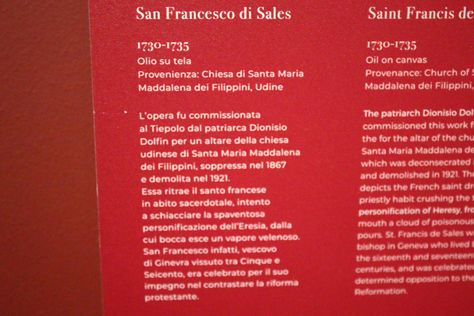 San Francesco di Sales
1730-1735
Olio su tela
Provenienza: Chiesa di Santa Maria
Maddalena dei Filippini, Udine
L'opera fu commissionata
al Tiepolo dal patriarca Dionisio
Dolfin per un altare della chiesa
udinese di Santa Maria Maddalena
dei Filippini, soppressa nel 1867
e demolita nel 1921.
Essa ritrae il santo francese
in abito sacerdotale, intento
a schiacciare la spaventosa
personificazione dell'Eresia, dalla
cui bocca esce un vapore velenoso.
San Francesco infatti, vescovo
di Ginevra vissuto tra Cinque e
Seicento, era celebrato per il suo
impegno nel contrastare la riforma
protestante.
Saint Francis de
1730-1735
Oil on canvas
Provenance: Church of S
Maddalena dei Filippini,
The patriarch Dionisio Dol
commissioned this work f
the for the altar of the chu
Santa Maria Maddalena de
which was deconsecrated i
and demolished in 1921. The
depicts the French saint dr
priestly habit crushing the
personification of Heresy, fr
mouth a cloud of poisonous
pours. St. Francis de Sales w
bishop in Geneva who lived b
the sixteenth and seventeen
centuries, and was celebrate
determined opposition to the
Reformation.